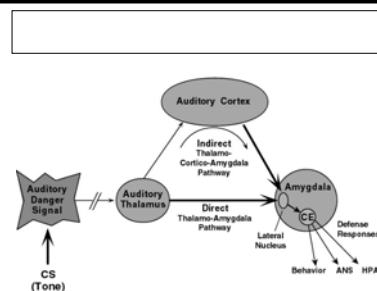 Auditory Cortex
Indirect
Thalamo-
Cortico-Amygdala
Pathway
Auditory
Danger
Signal
Auditory
Thalamus
Direct
Thalamo-Amygdala
Pathway
Amygdala
CE
Lateral
Nucleus
Defense
Responses
Behavior ANS HPA
CS
(Tone)